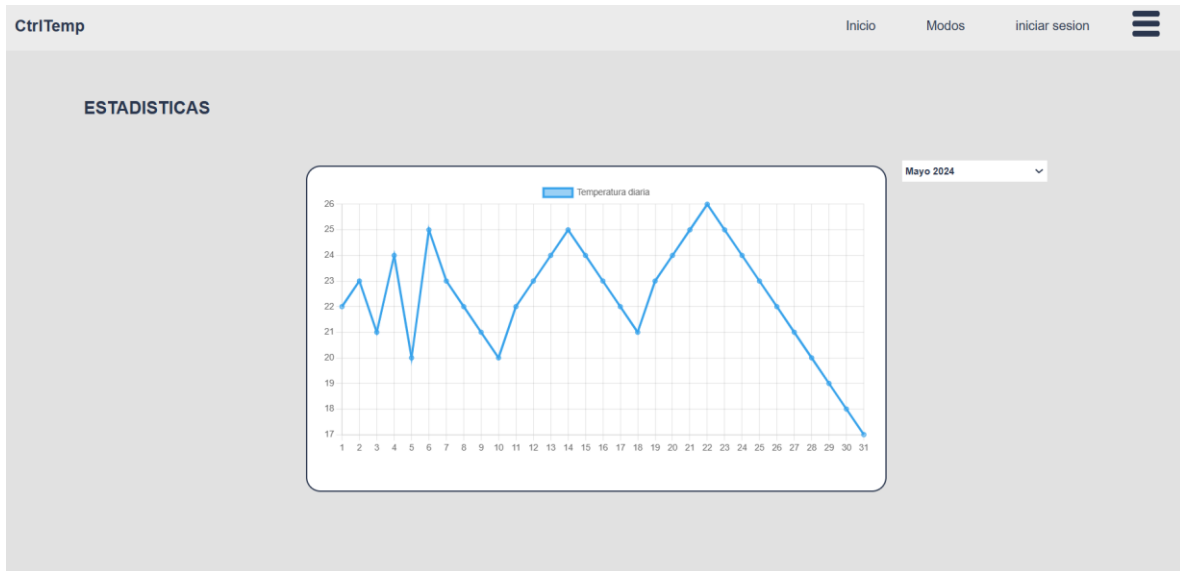 CtrlTemp
Inicio Modos iniciar sesion
ESTADISTICAS
Mayo 2024
Temperatura diaria
26
25
24
23
22
21
20
19
18
17
1 2 3 4 5 6 7 8 9 10 11 12 13 14 15 16 17 18 19 20 21 22 23 24 25 26 27 28 29 30 31